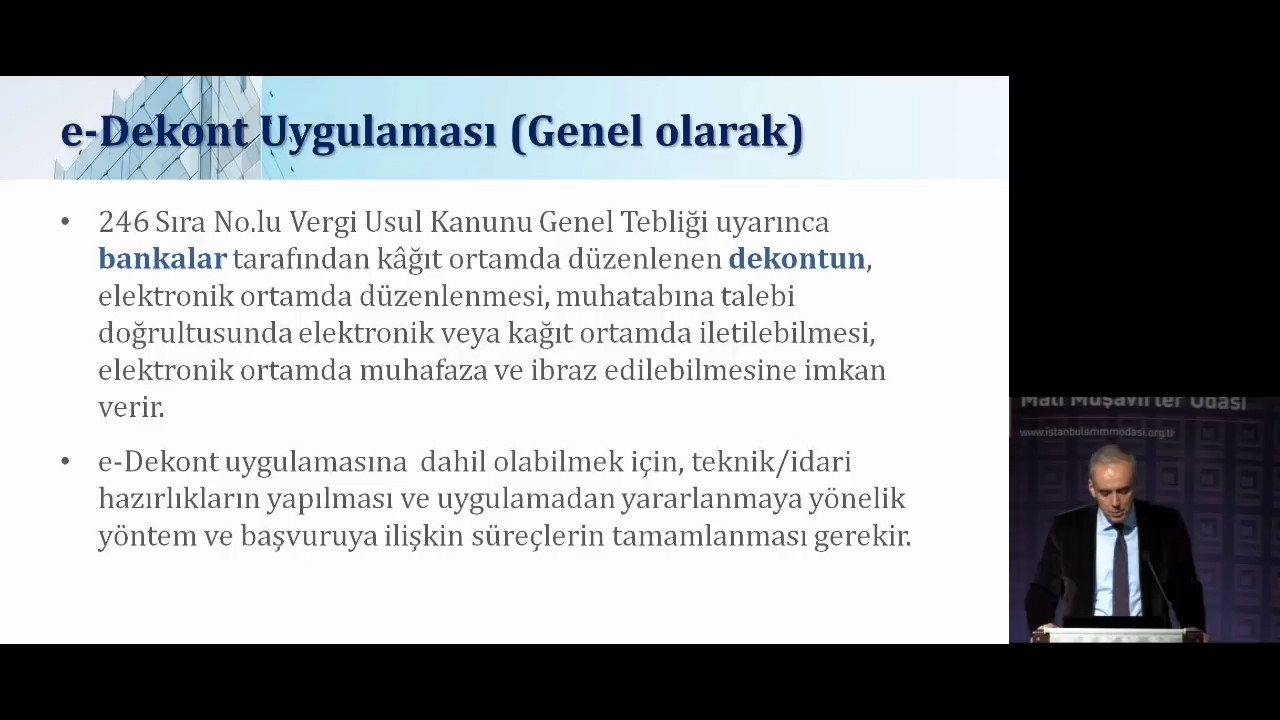 e-Dekont Uygulaması (Genel olarak)
• 246 Sıra No.lu Vergi Usul Kanunu Genel Tebliği uyarınca
bankalar tarafından kâğıt ortamda düzenlenen dekontun,
elektronik ortamda düzenlenmesi, muhatabına talebi
doğrultusunda elektronik veya kağıt ortamda iletilebilmesi,
elektronik ortamda muhafaza ve ibraz edilebilmesine imkan
verir.
• e-Dekont uygulamasına dahil olabilmek için, teknik/idari
hazırlıkların yapılması ve uygulamadan yararlanmaya yönelik
yöntem ve başvuruya ilişkin süreçlerin tamamlanması gerekir.
Mali Müşavirler Odası
www.istanbulsmmmodasi.org.tr